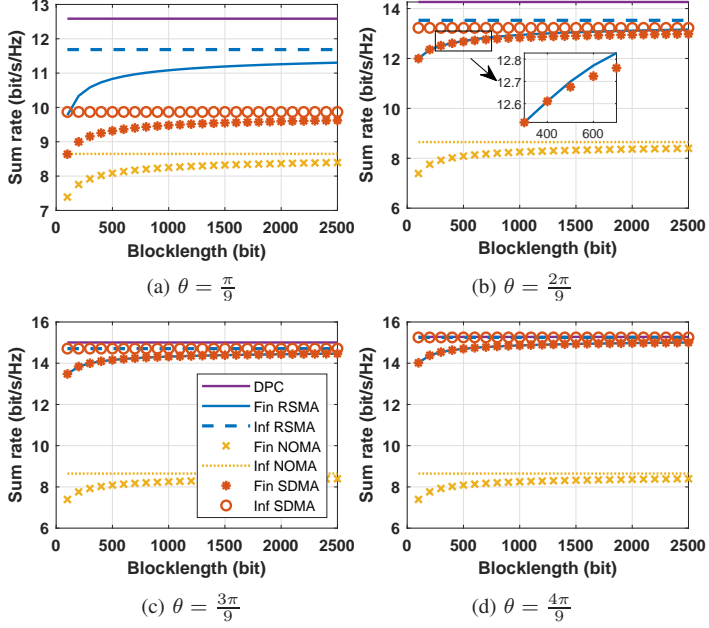 13
12
11
10
9
8
7
Sum rate (bit/s/Hz)
0 500 1000 1500 2000 2500
Blocklength (bit)
(a) θ = π/9
14
12
10
8
6
Sum rate (bit/s/Hz)
12.8
12.7
12.6
400 600
0 500 1000 1500 2000 2500
Blocklength (bit)
(b) θ = 2π/9
16
14
12
10
8
6
Sum rate (bit/s/Hz)
DPC
Fin RSMA
Inf RSMA
Fin NOMA
Inf NOMA
Fin SDMA
Inf SDMA
0 500 1000 1500 2000 2500
Blocklength (bit)
(c) θ = 3π/9
16
14
12
10
8
6
Sum rate (bit/s/Hz)
0 500 1000 1500 2000 2500
Blocklength (bit)
(d) θ = 4π/9